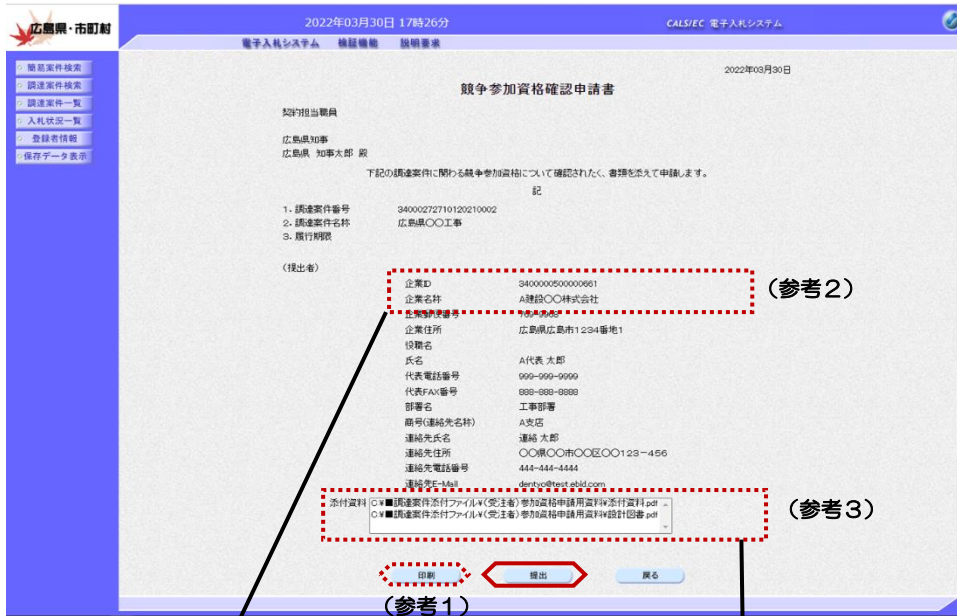 広島県・市町村
2022年03月30日 17時26分
CALS/EC 電子入札システム
電子入札システム 検証機能 説明要求
簡易案件検索
調達案件検索
調達案件一覧
入札状況一覧
登録者情報
保存データ表示
2022年03月30日
競争参加資格確認申請書
契約担当職員
広島県知事
広島県 知事太郎 殿
下記の調達案件に関わる競争参加資格について確認されたく、書類を添えて申請します。
記
1．調達案件番号 34000272710120210002
2．調達案件名称 広島県〇〇工事
3．履行期限
（提出者）
企業ID 3400000500000661
企業名称 A建設〇〇株式会社
（参考２）
企業郵便番号 769-9968
企業住所 広島県広島市1234番地1
役職名
氏名 A代表 太郎
代表電話番号 999-999-9999
代表FAX番号 888-888-8888
部署名 工事部署
商号(連絡先名称) A支店
連絡先氏名 連絡 太郎
連絡先住所 〇〇県〇〇市〇〇区〇〇123－456
連絡先電話番号 444-444-4444
連絡先E-Mail dentyo@test.ebid.com
添付資料 C:¥■調達案件添付ファイル¥(受注者)参加資格申請用資料¥添付資料.pdf
C:¥■調達案件添付ファイル¥(受注者)参加資格申請用資料¥設計図書.pdf
（参考３）
印刷 提出 戻る
（参考１）